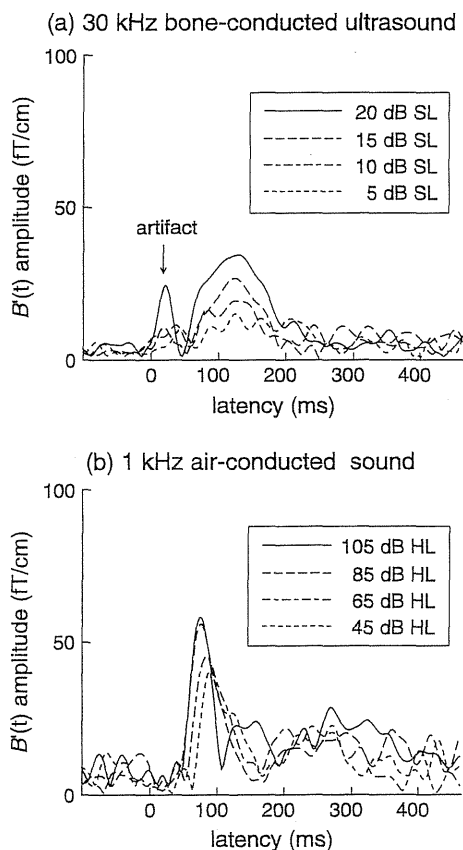 (a) 30 kHz bone-conducted ultrasound
100
50
0
B'(t) amplitude (fT/cm)
20 dB SL
15 dB SL
10 dB SL
5 dB SL
artifact
0 100 200 300 400
latency (ms)
(b) 1 kHz air-conducted sound
100
50
0
B'(t) amplitude (fT/cm)
105 dB HL
85 dB HL
65 dB HL
45 dB HL
0 100 200 300 400
latency (ms)